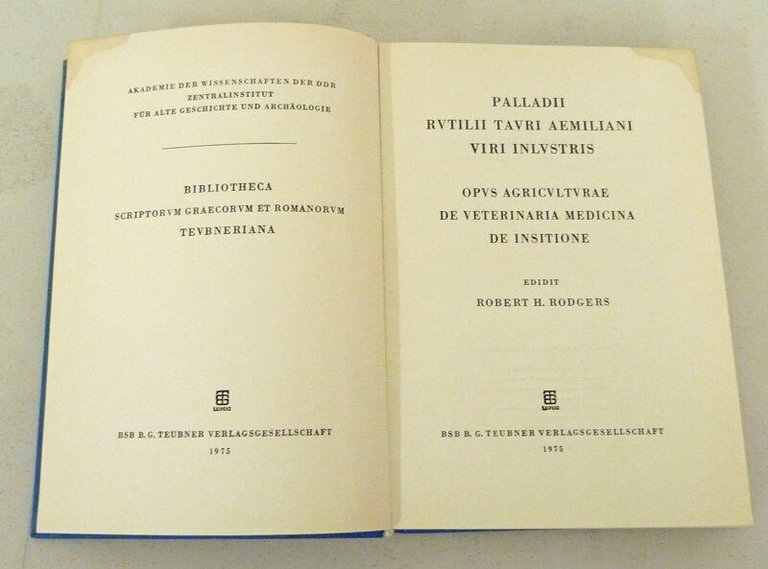 AKADEMIE DER WISSENSCHAFTEN DER DDR
ZENTRALINSTITUT
FÜR ALTE GESCHICHTE UND ARCHÄOLOGIE
BIBLIOTHECA
SCRIPTORVM GRAECORVM ET ROMANORVM
TEVBNERIANA
LEIPZIG
BSB B. G. TEUBNER VERLAGSGESELLSCHAFT
1975
PALLADII
RVTILII TAVRI AEMILIANI
VIRI INLVSTRIS
OPVS AGRICVLTVRAE
DE VETERINARIA MEDICINA
DE INSITIONE
EDIDIT
ROBERT H. RODGERS
LEIPZIG
BSB B. G. TEUBNER VERLAGSGESELLSCHAFT
1975